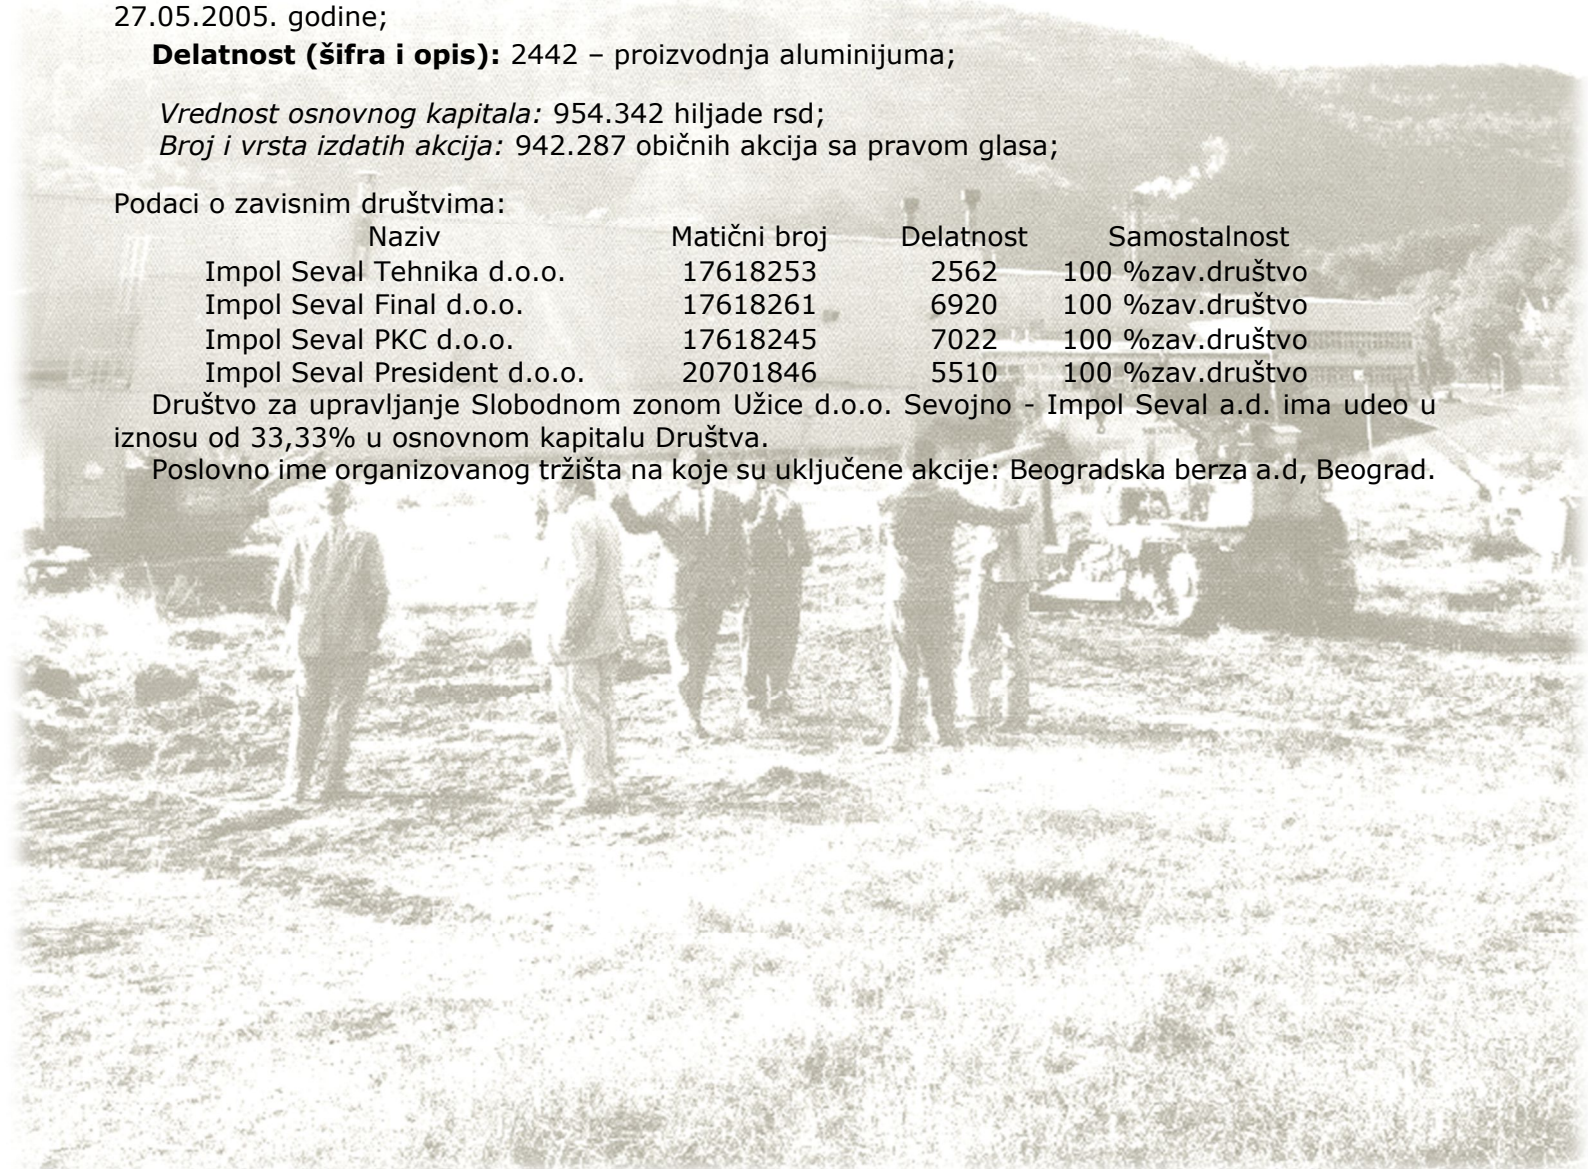 27.05.2005. godine;
Delatnost (šifra i opis): 2442 – proizvodnja aluminijuma;
Vrednost osnovnog kapitala: 954.342 hiljade rsd;
Broj i vrsta izdatih akcija: 942.287 običnih akcija sa pravom glasa;
Podaci o zavisnim društvima:
Naziv Matični broj Delatnost Samostalnost
Impol Seval Tehnika d.o.o. 17618253 2562 100 %zav.društvo
Impol Seval Final d.o.o. 17618261 6920 100 %zav.društvo
Impol Seval PKC d.o.o. 17618245 7022 100 %zav.društvo
Impol Seval President d.o.o. 20701846 5510 100 %zav.društvo
Društvo za upravljanje Slobodnom zonom Užice d.o.o. Sevojno - Impol Seval a.d. ima udeo u
iznosu od 33,33% u osnovnom kapitalu Društva.
Poslovno ime organizovanog tržišta na koje su uključene akcije: Beogradska berza a.d, Beograd.